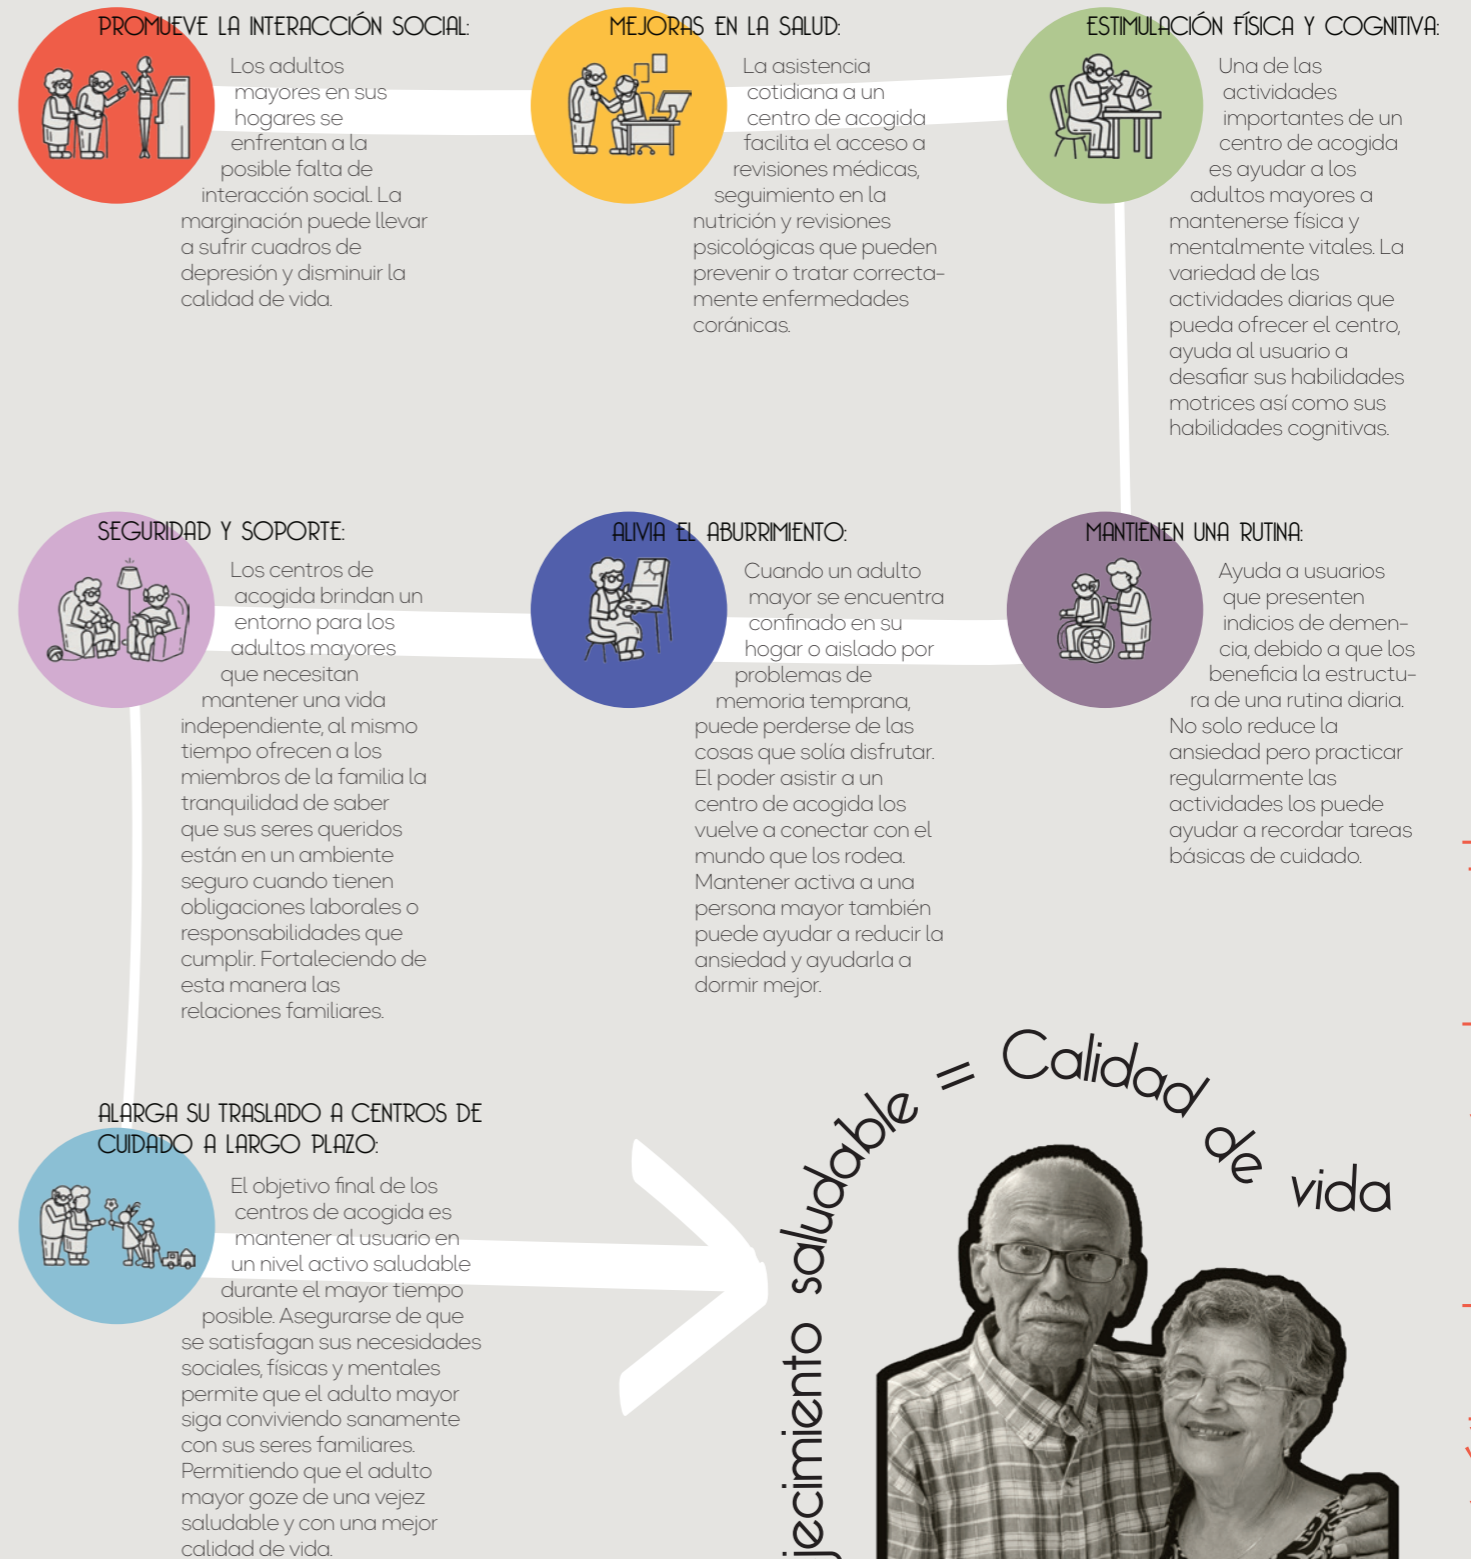 PROMUEVE LA INTERACCIÓN SOCIAL:
Los adultos
mayores en sus
hogares se
enfrentan a la
posible falta de
interacción social. La
marginación puede llevar
a sufrir cuadros de
depresión y disminuir la
calidad de vida.
MEJORAS EN LA SALUD:
La asistencia
cotidiana a un
centro de acogida
facilita el acceso a
revisiones médicas,
seguimiento en la
nutrición y revisiones
psicológicas que pueden
prevenir o tratar correcta-
mente enfermedades
coránicas.
ESTIMULACIÓN FÍSICA Y COGNITIVA:
Una de las
actividades
importantes de un
centro de acogida
es ayudar a los
adultos mayores a
mantenerse física y
mentalmente vitales. La
variedad de las
actividades diarias que
pueda ofrecer el centro,
ayuda al usuario a
desafiar sus habilidades
motrices así como sus
habilidades cognitivas.
SEGURIDAD Y SOPORTE:
Los centros de
acogida brindan un
entorno para los
adultos mayores
que necesitan
mantener una vida
independiente, al mismo
tiempo ofrecen a los
miembros de la familia la
tranquilidad de saber
que sus seres queridos
están en un ambiente
seguro cuando tienen
obligaciones laborales o
responsabilidades que
cumplir. Fortaleciendo de
esta manera las
relaciones familiares.
ALIVIA EL ABURRIMIENTO:
Cuando un adulto
mayor se encuentra
confinado en su
hogar o aislado por
problemas de
memoria temprana,
puede perderse de las
cosas que solía disfrutar.
El poder asistir a un
centro de acogida los
vuelve a conectar con el
mundo que los rodea.
Mantener activa a una
persona mayor también
puede ayudar a reducir la
ansiedad y ayudarla a
dormir mejor.
MANTIENEN UNA RUTINA:
Ayuda a usuarios
que presenten
indicios de demen-
cia, debido a que los
beneficia la estructu-
ra de una rutina diaria.
No solo reduce la
ansiedad pero practicar
regularmente las
actividades los puede
ayudar a recordar tareas
básicas de cuidado.
ALARGA SU TRASLADO A CENTROS DE
CUIDADO A LARGO PLAZO:
El objetivo final de los
centros de acogida es
mantener al usuario en
un nivel activo saludable
durante el mayor tiempo
posible. Asegurarse de que
se satisfagan sus necesidades
sociales, físicas y mentales
permite que el adulto mayor
siga conviviendo sanamente
con sus seres familiares.
Permitiendo que el adulto
mayor goze de una vejez
saludable y con una mejor
calidad de vida.
jecimiento saludable = Calidad de vida